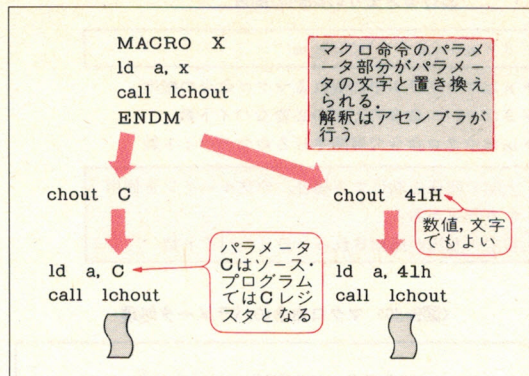 MACRO X
ld a, x
call lchout
ENDM
マクロ命令のパラメ
ータ部分がパラメー
タの文字と置き換え
られる.
解釈はアセンブラが
行う
chout C
chout 41H
数値, 文字
でもよい
ld a, C
call lchout
パラメータ
Cはソース・
プログラム
ではCレジ
スタとなる
ld a, 41h
call lchout